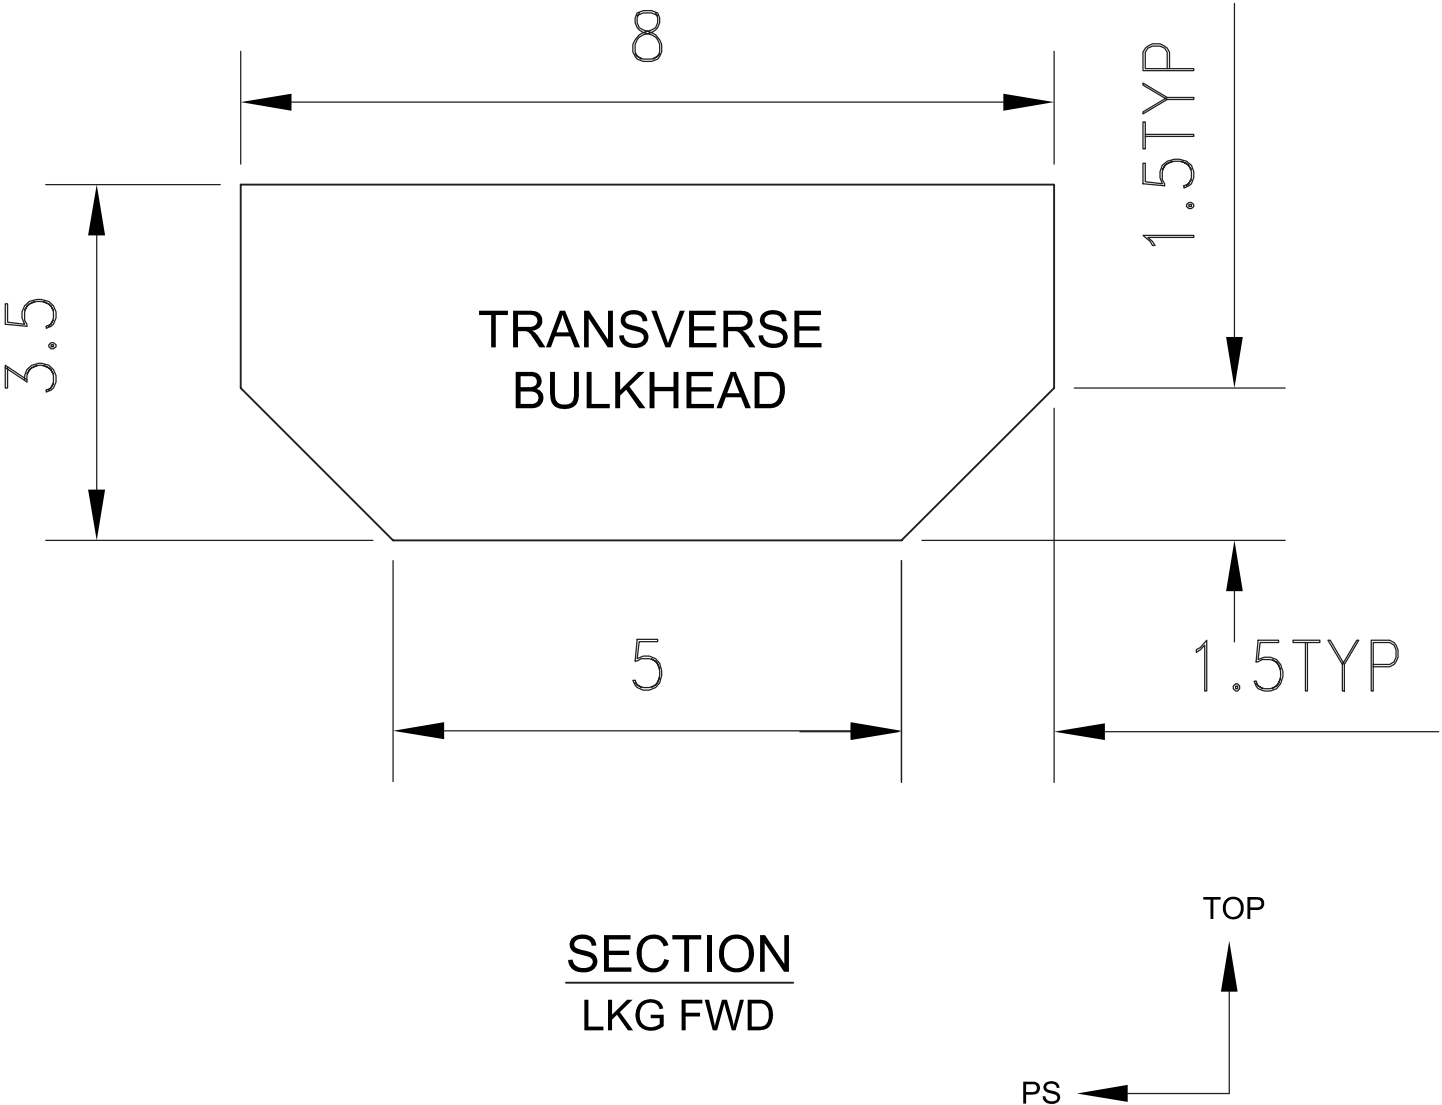 8
1.5TYP
3.5
TRANSVERSE
BULKHEAD
5
1.5TYP
SECTION
LKG FWD
TOP
PS